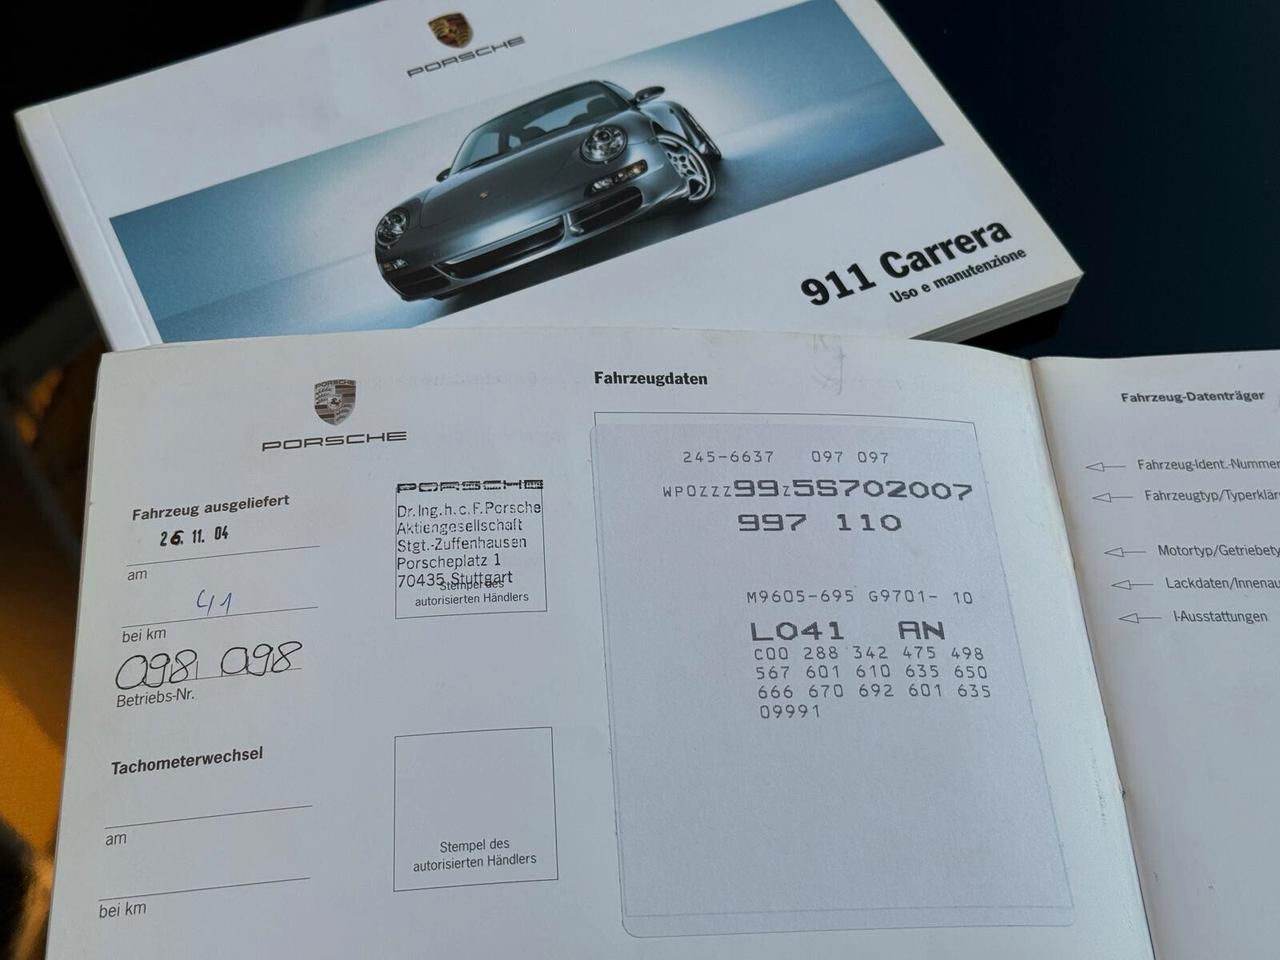 PORSCHE
911 Carrera
Uso e manutenzione
PORSCHE
PORSCHE
Fahrzeug ausgeliefert
26. 11. 04
am
41
bei km
098 098
Betriebs-Nr.
Tachometerwechsel
am
bei km
PORSCHE
Dr.Ing.h.c.F.Porsche
Aktiengesellschaft
Stgt.-Zuffenhausen
Porscheplatz 1
70435 Stuttgart
Stempel des
autorisierten Händlers
Stempel des
autorisierten Händlers
Fahrzeugdaten
245-6637 097 097
WP0ZZZ99Z5S702007
997 110
M9605-695 G9701- 10
L041 AN
C00 288 342 475 498
567 601 610 635 650
666 670 692 601 635
09991
Fahrzeug-Datenträger
Fahrzeug-Ident.-Nummer
Fahrzeugtyp/Typerklär
Motortyp/Getriebety
Lackdaten/Innenau
I-Ausstattungen